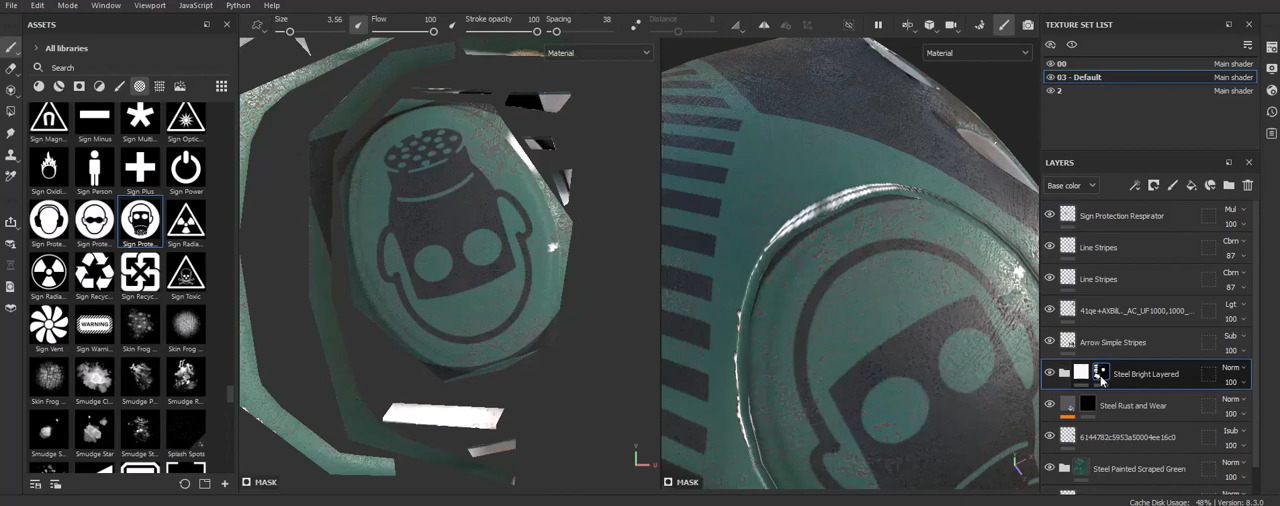 File Edit Mode Window Viewport JavaScript Python Help
ASSETS
All libraries
Search
Sign Magn... Sign Minus Sign Multi... Sign Optic...
Sign Oxidi... Sign Person Sign Plus Sign Power
Sign Prote... Sign Prote... Sign Prote... Sign Radia...
Sign Radia... Sign Recyc... Sign Recyc... Sign Toxic
WARNING
Sign Vent Sign Warni... Skin Frog ... Skin Frog ...
Skin Frog ... Smudge Cl... Smudge P... Smudge ...
Smudge S... Smudge Star Smudge St... Splash Spots
Size 3.56 Flow 100 Stroke opacity 100 Spacing 38 Distance 8
Material
Material
MASK
MASK
TEXTURE SET LIST
00 Main shader
03 - Default Main shader
2 Main shader
LAYERS
Base color
Sign Protection Respirator Mul 100
Line Stripes Cbrn 87
Line Stripes Cbrn 87
41qe+AXBiL._AC_UF1000,1000_... Lgt 100
Arrow Simple Stripes Sub 100
Steel Bright Layered Norm 100
Steel Rust and Wear Norm 100
6144782c5953a50004ee16c0 Isub 100
Steel Painted Scraped Green Norm 100
Cache Disk Usage: 48% | Version: 8.3.0